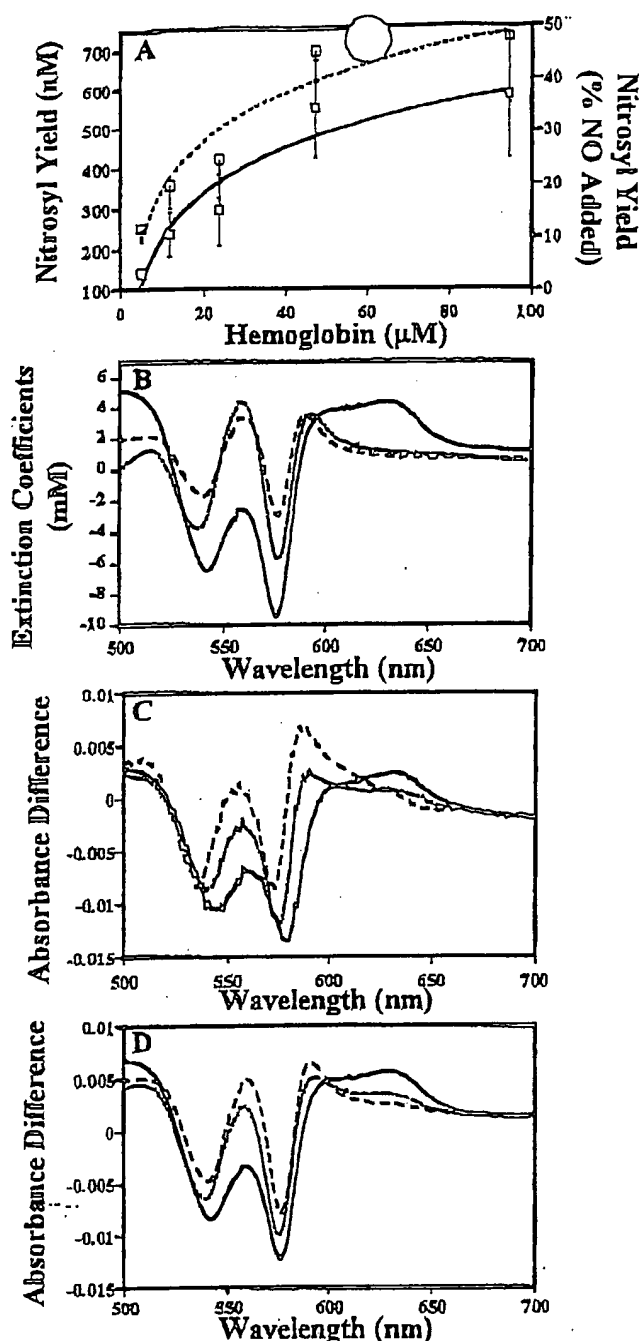 A
Nitrosyl Yield (nM)
700
600
500
400
300
200
100
50
40
30
20
10
0
Nitrosyl Yield
(% NO Added)
0 20 40 60 80 100
Hemoglobin (µM)
B
Extinction Coefficients
(mM)
6
4
2
0
-2
-4
-6
-8
-10
500 550 600 650 700
Wavelength (nm)
C
Absorbance Difference
0.01
0.005
0
-0.005
-0.01
-0.015
500 550 600 650 700
Wavelength (nm)
D
Absorbance Difference
0.01
0.005
0
-0.005
-0.01
-0.015
500 550 600 650 700
Wavelength (nm)